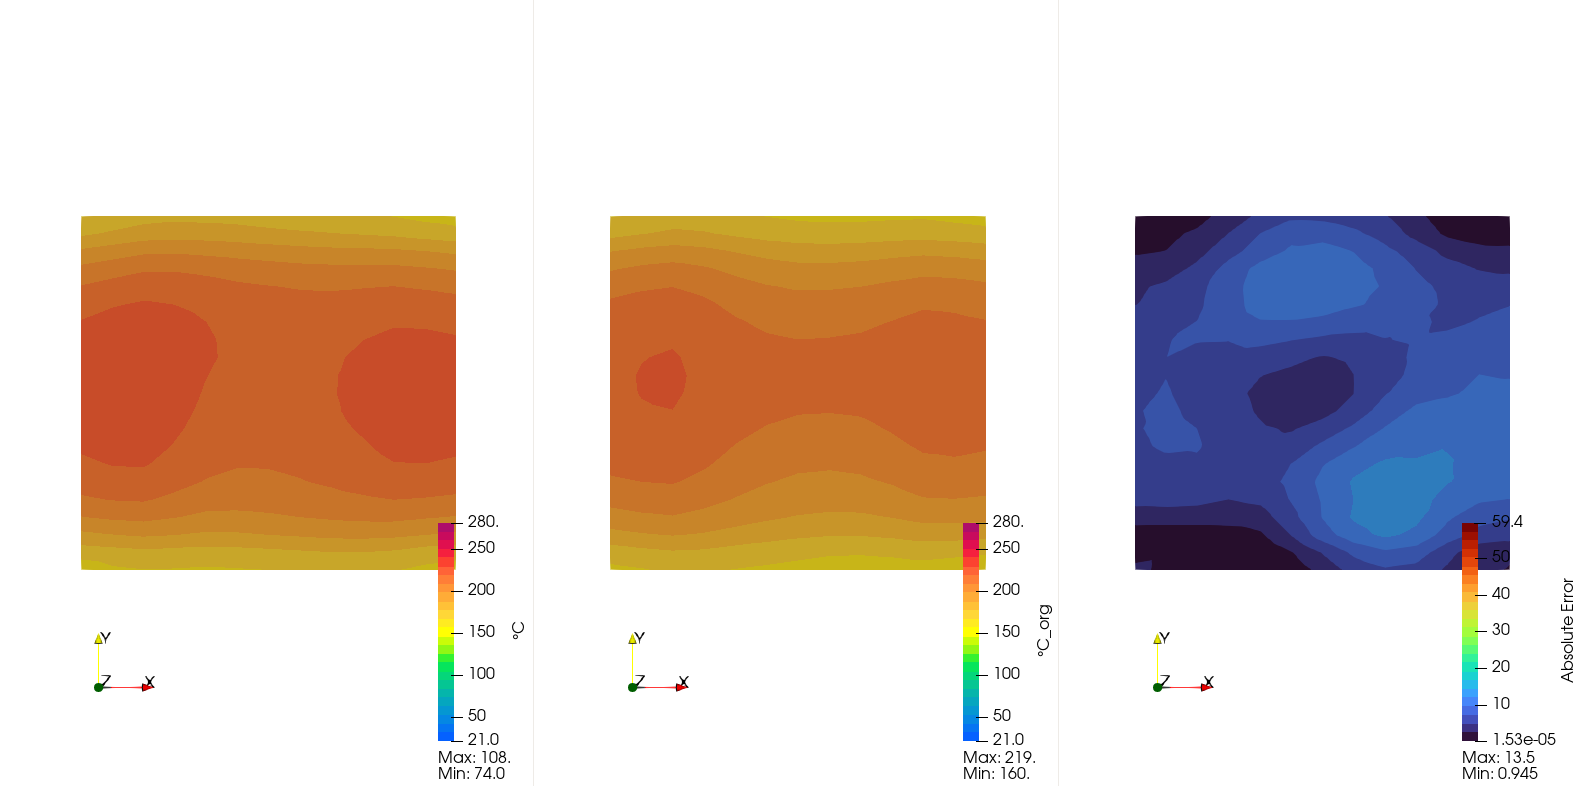 280.
250
200
150
100
50
21.0
°C
Max: 108.
Min: 74.0
Y
Z
X
280.
250
200
150
100
50
21.0
°C_org
Max: 219.
Min: 160.
Y
Z
X
59.4
50
40
30
20
10
1.53e-05
Absolute Error
Max: 13.5
Min: 0.945
Y
Z
X